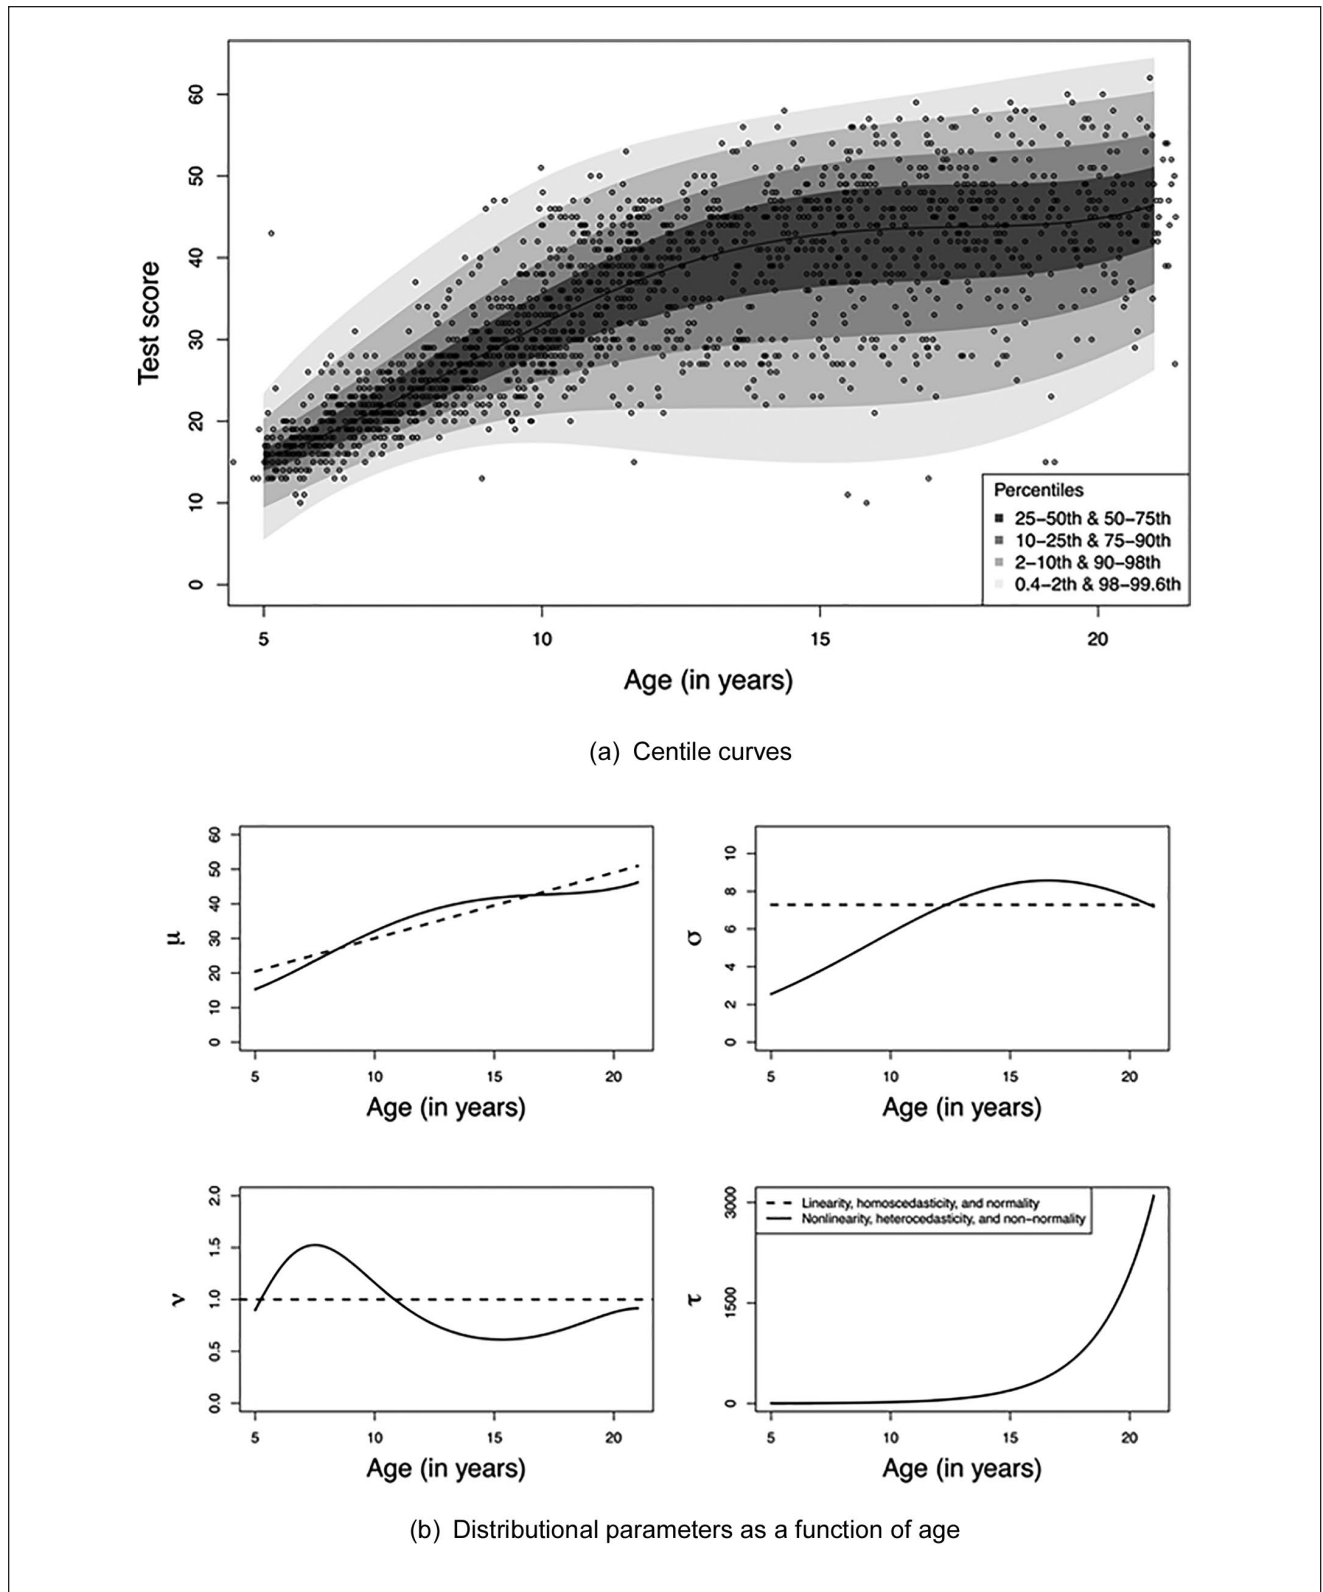 60
50
40
30
20
10
0
Test score
5 10 15 20
Age (in years)
Percentiles
25–50th & 50–75th
10–25th & 75–90th
2–10th & 90–98th
0.4–2th & 98–99.6th
(a) Centile curves
60
50
40
30
20
10
0
μ
5 10 15 20
Age (in years)
10
8
6
4
2
0
σ
5 10 15 20
Age (in years)
2.0
1.5
1.0
0.5
0.0
ν
5 10 15 20
Age (in years)
Linearity, homoscedasticity, and normality
Nonlinearity, heterocedasticity, and non–normality
3000
1500
0
τ
5 10 15 20
Age (in years)
(b) Distributional parameters as a function of age